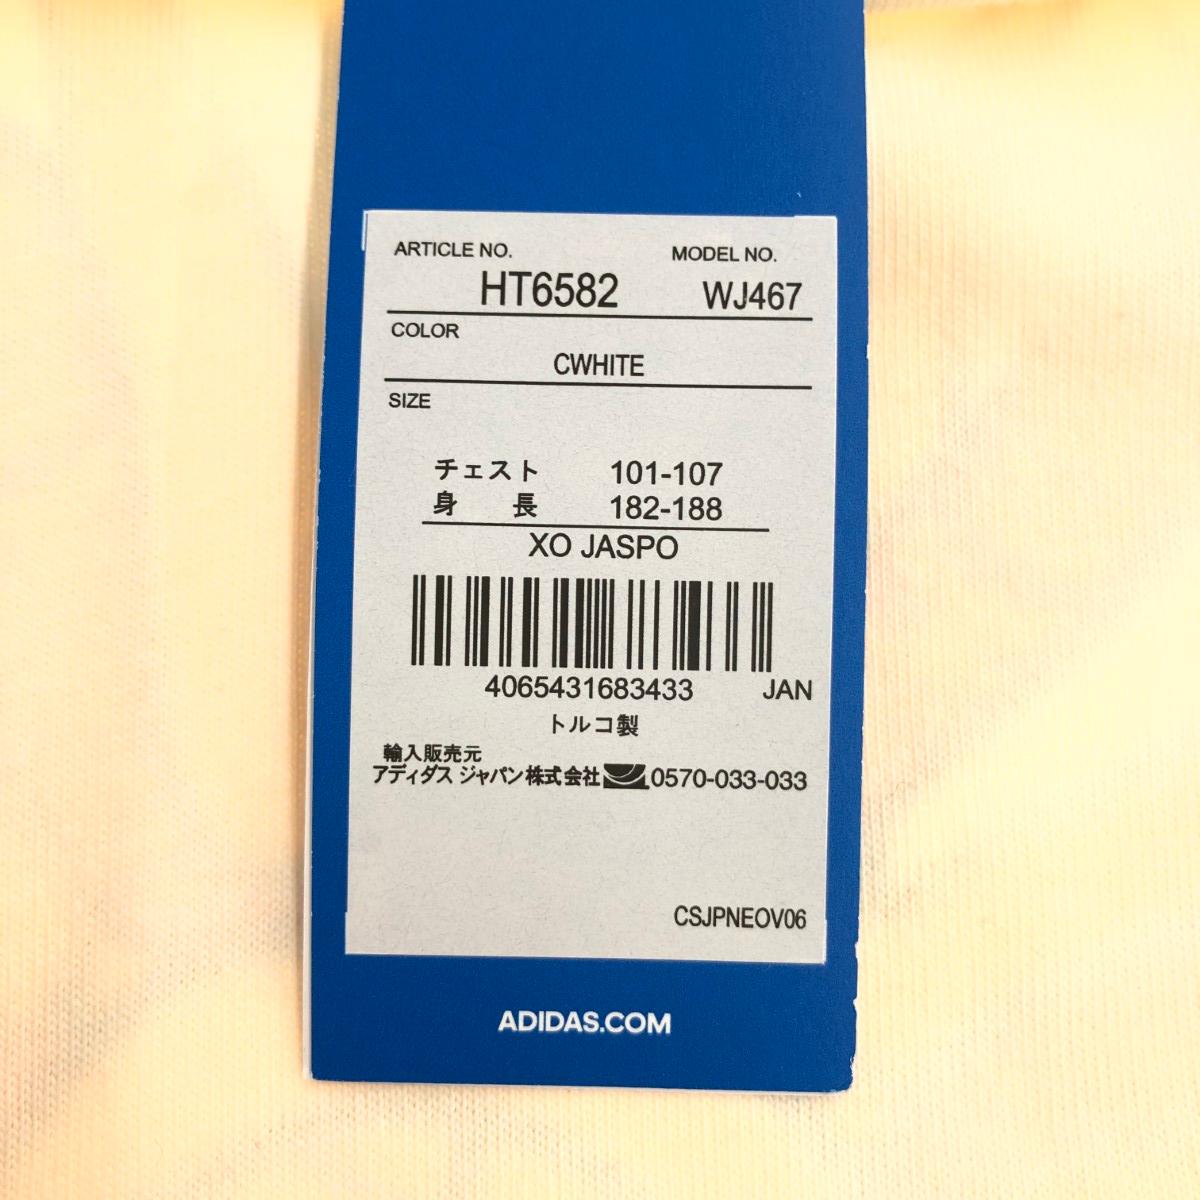 ARTICLE NO. MODEL NO.
HT6582 WJ467
COLOR
CWHITE
SIZE
チェスト 101-107
身 長 182-188
XO JASPO
4065431683433 JAN
トルコ製
輸入販売元
アディダス ジャパン株式会社 0570-033-033
CSJPNEOV06
ADIDAS.COM